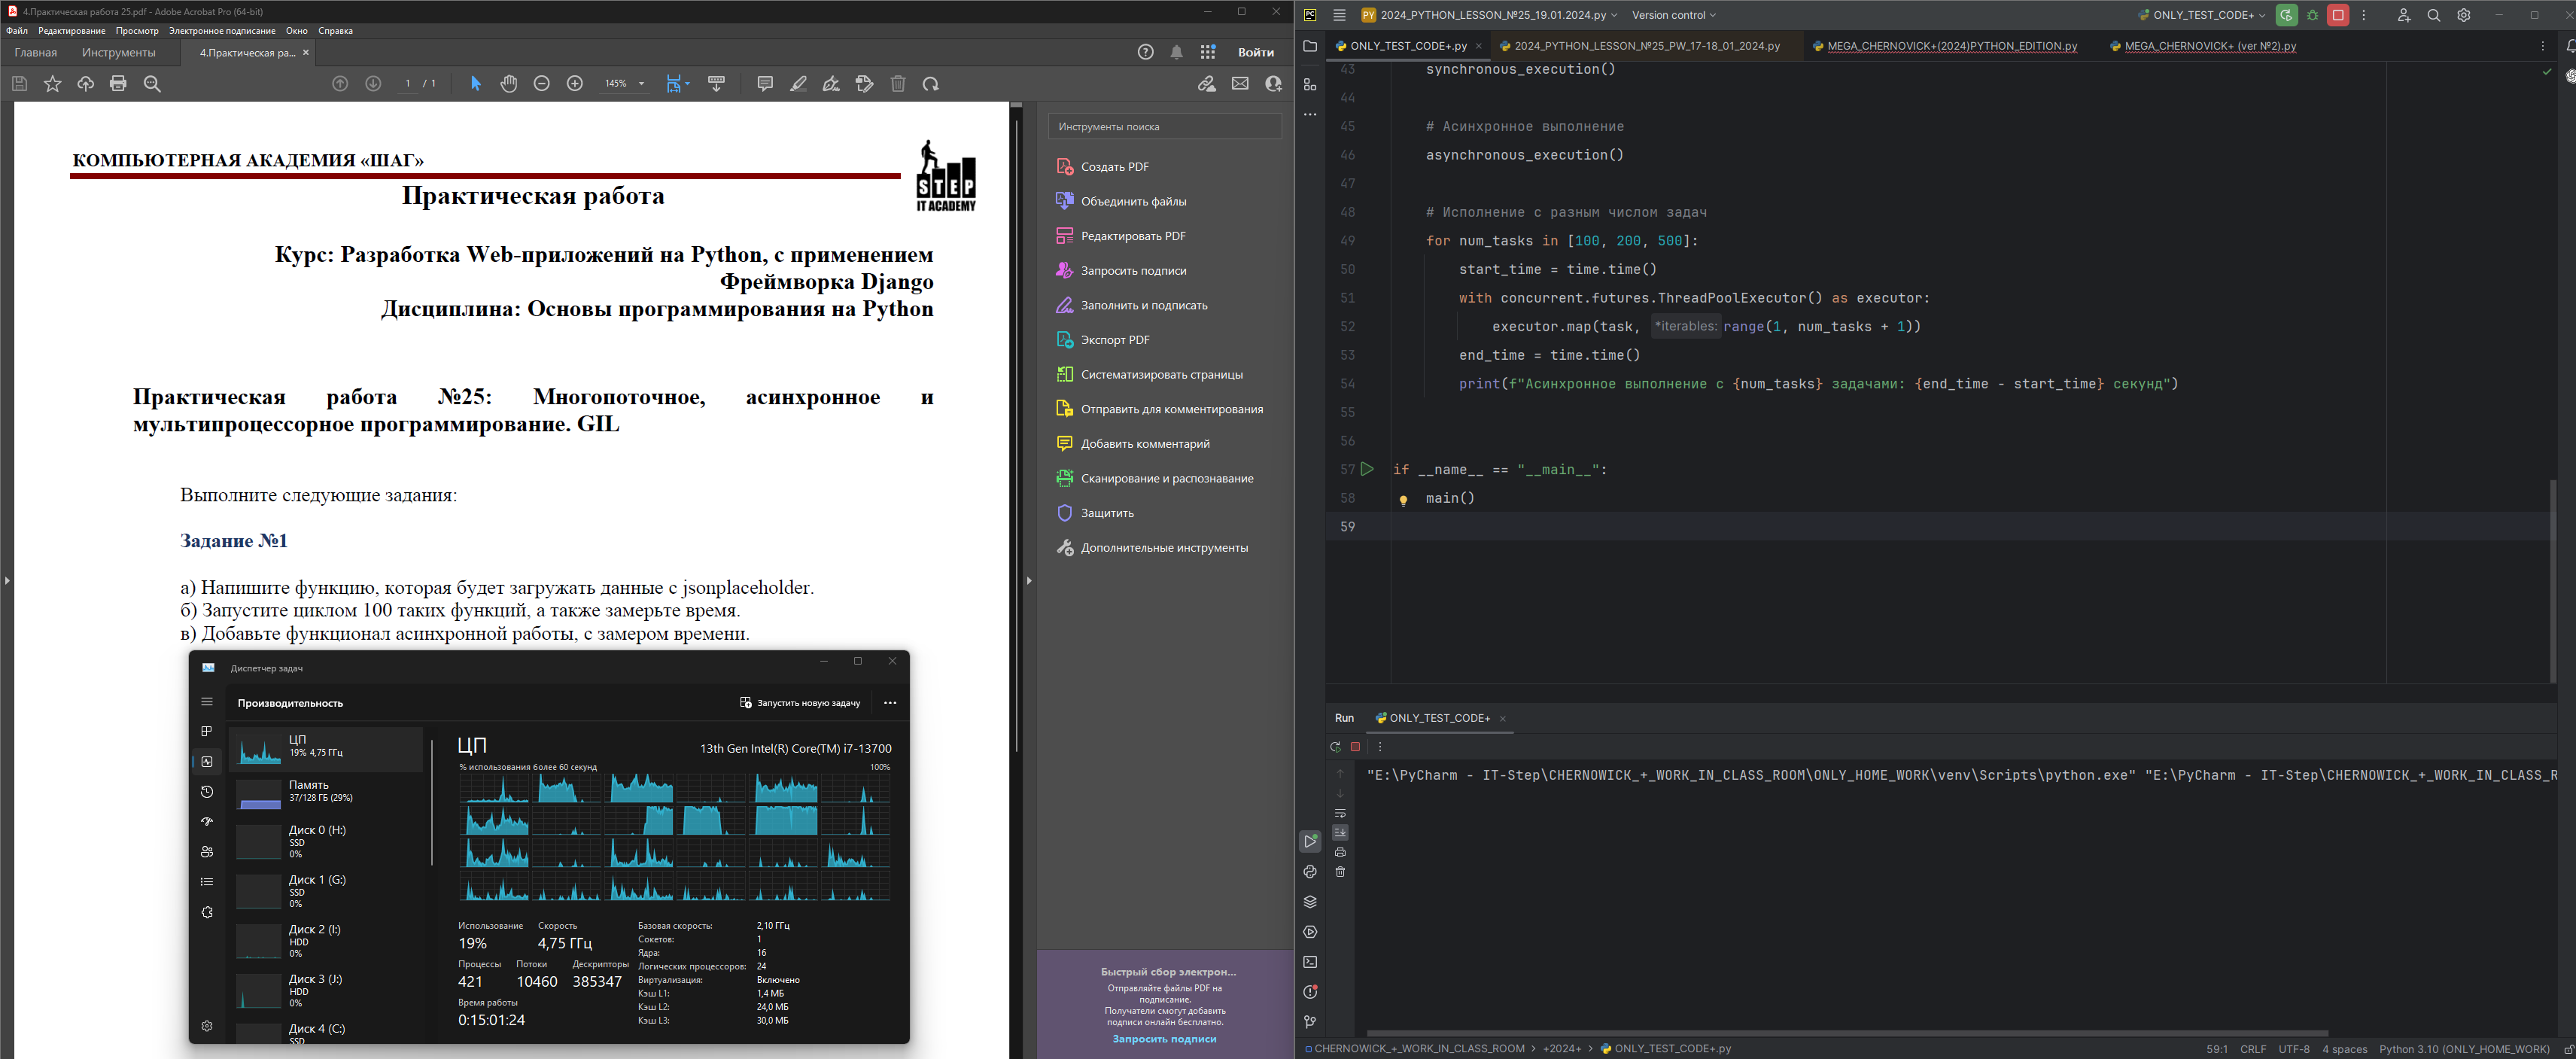 4.Практическая работа 25.pdf - Adobe Acrobat Pro (64-bit)
Файл Редактирование Просмотр Электронное подписание Окно Справка
Главная Инструменты 4.Практическая ра... × Войти
1 / 1 145%
КОМПЬЮТЕРНАЯ АКАДЕМИЯ «ШАГ»
STEP
IT ACADEMY
Практическая работа
Курс: Разработка Web-приложений на Python, с применением
Фреймворка Django
Дисциплина: Основы программирования на Python
Практическая работа №25: Многопоточное, асинхронное и
мультипроцессорное программирование. GIL
Выполните следующие задания:
Задание №1
а) Напишите функцию, которая будет загружать данные с jsonplaceholder.
б) Запустите циклом 100 таких функций, а также замерьте время.
в) Добавьте функционал асинхронной работы, с замером времени.
Диспетчер задач
Производительность
Запустить новую задачу
ЦП
19% 4,75 ГГц
Память
37/128 ГБ (29%)
Диск 0 (H:)
SSD
0%
Диск 1 (G:)
SSD
0%
Диск 2 (I:)
HDD
0%
Диск 3 (J:)
HDD
0%
Диск 4 (C:)
SSD
ЦП
13th Gen Intel(R) Core(TM) i7-13700
% использования более 60 секунд 100%
Использование Скорость
19% 4,75 ГГц
Процессы Потоки Дескрипторы
421 10460 385347
Время работы
0:15:01:24
Базовая скорость: 2,10 ГГц
Сокетов: 1
Ядра: 16
Логических процессоров: 24
Виртуализация: Включено
Кэш L1: 1,4 МБ
Кэш L2: 24,0 МБ
Кэш L3: 30,0 МБ
Инструменты поиска
Создать PDF
Объединить файлы
Редактировать PDF
Запросить подписи
Заполнить и подписать
Экспорт PDF
Систематизировать страницы
Отправить для комментирования
Добавить комментарий
Сканирование и распознавание
Защитить
Дополнительные инструменты
Быстрый сбор электрон...
Отправляйте файлы PDF на
подписание.
Получатели смогут добавить
подписи онлайн бесплатно.
Запросить подписи
PC PY 2024_PYTHON_LESSON_№25_19.01.2024.py Version control ONLY_TEST_CODE+
ONLY_TEST_CODE+.py × 2024_PYTHON_LESSON_№25_PW_17-18_01_2024.py MEGA_CHERNOVICK+(2024)PYTHON_EDITION.py MEGA_CHERNOVICK+ (ver №2).py
43 synchronous_execution()
44
45 # Асинхронное выполнение
46 asynchronous_execution()
47
48 # Исполнение с разным числом задач
49 for num_tasks in [100, 200, 500]:
50 start_time = time.time()
51 with concurrent.futures.ThreadPoolExecutor() as executor:
52 executor.map(task, *iterables: range(1, num_tasks + 1))
53 end_time = time.time()
54 print(f"Асинхронное выполнение с {num_tasks} задачами: {end_time - start_time} секунд")
55
56
57 if __name__ == "__main__":
58 main()
59
Run ONLY_TEST_CODE+ ×
"E:\PyCharm - IT-Step\CHERNOWICK_+_WORK_IN_CLASS_ROOM\ONLY_HOME_WORK\venv\Scripts\python.exe" "E:\PyCharm - IT-Step\CHERNOWICK_+_WORK_IN_CLASS_R
CHERNOWICK_+_WORK_IN_CLASS_ROOM > +2024+ > ONLY_TEST_CODE+.py
59:1 CRLF UTF-8 4 spaces Python 3.10 (ONLY_HOME_WORK)